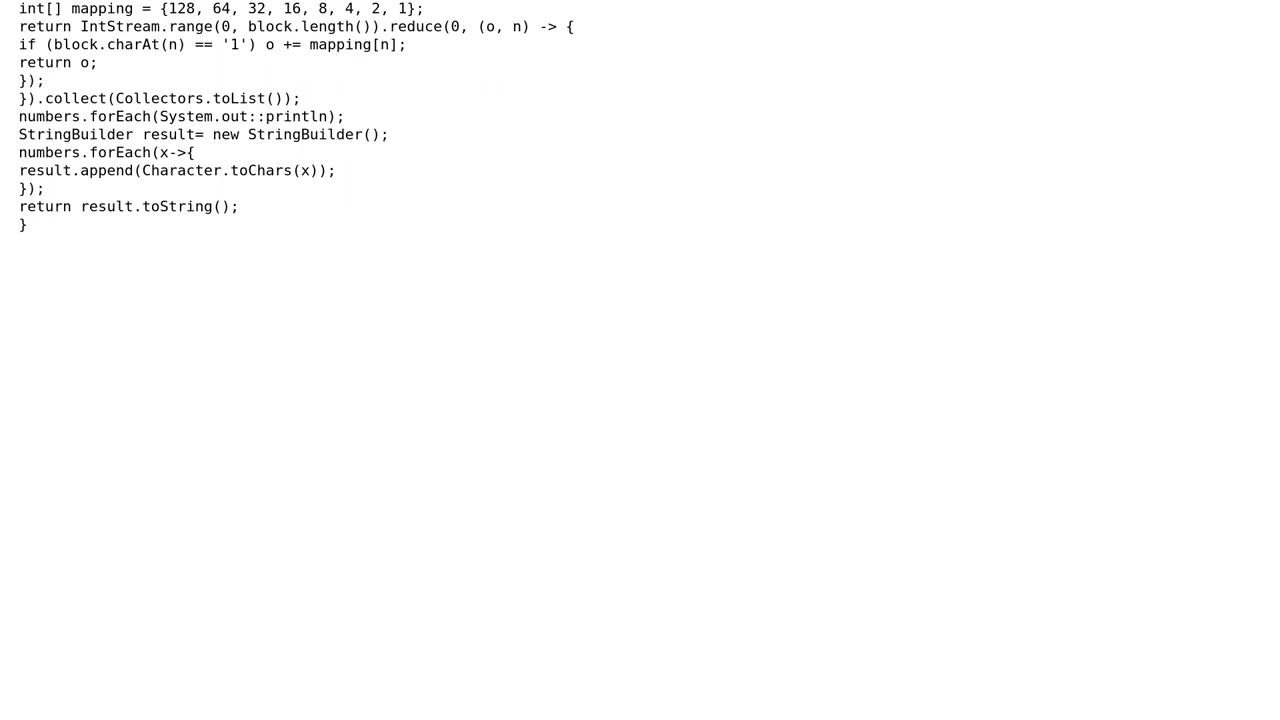 int[] mapping = {128, 64, 32, 16, 8, 4, 2, 1};
return IntStream.range(0, block.length()).reduce(0, (o, n) -> {
if (block.charAt(n) == '1') o += mapping[n];
return o;
});
}).collect(Collectors.toList());
numbers.forEach(System.out::println);
StringBuilder result= new StringBuilder();
numbers.forEach(x->{
result.append(Character.toChars(x));
});
return result.toString();
}